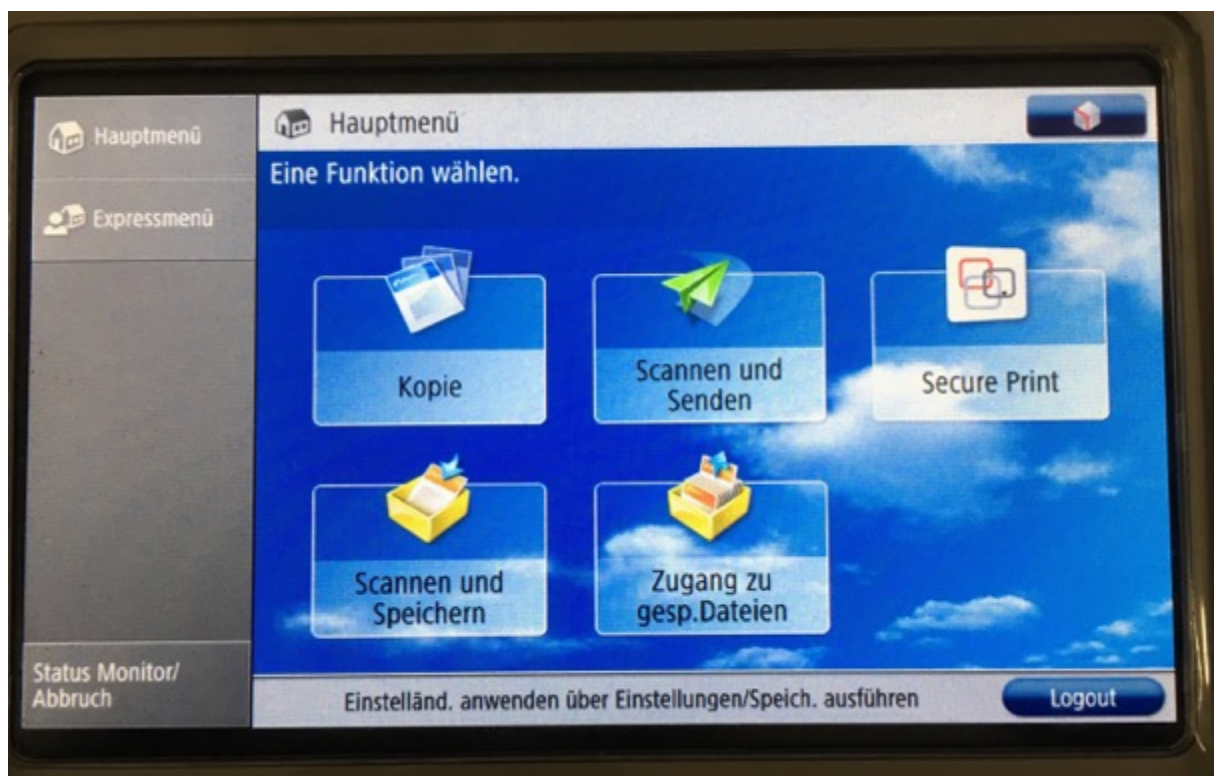 Hauptmenü
Expressmenü
Status Monitor/
Abbruch
Hauptmenü
Eine Funktion wählen.
Kopie
Scannen und
Senden
Secure Print
Scannen und
Speichern
Zugang zu
gesp.Dateien
Einstelländ. anwenden über Einstellungen/Speich. ausführen
Logout